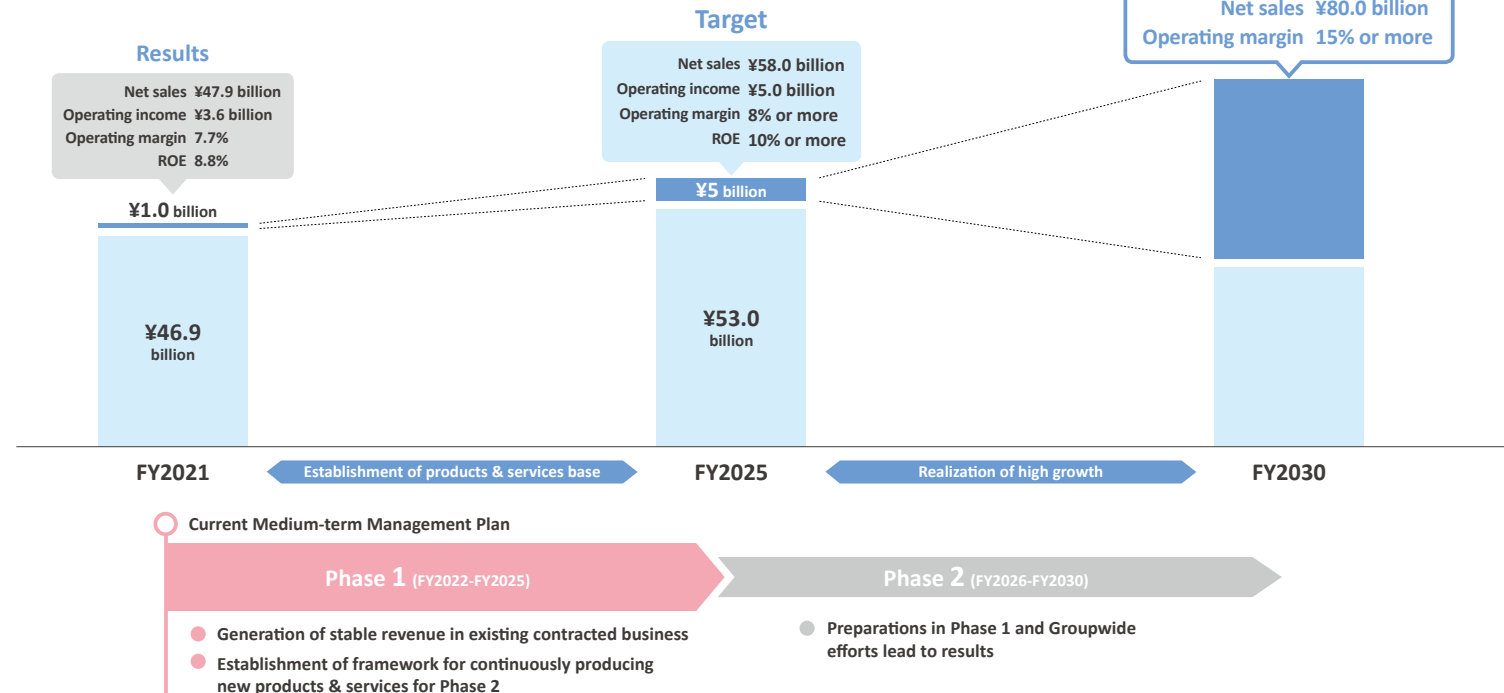 Target
Net sales ¥80.0 billion
Operating margin 15% or more
Results
Net sales ¥58.0 billion
Operating income ¥5.0 billion
Operating margin 8% or more
ROE 10% or more
Net sales ¥47.9 billion
Operating income ¥3.6 billion
Operating margin 7.7%
ROE 8.8%
¥1.0 billion
¥5 billion
¥46.9
billion
¥53.0
billion
FY2021
Establishment of products & services base
FY2025
Realization of high growth
FY2030
Current Medium-term Management Plan
Phase 1 (FY2022-FY2025)
Phase 2 (FY2026-FY2030)
Generation of stable revenue in existing contracted business
Establishment of framework for continuously producing
new products & services for Phase 2
Preparations in Phase 1 and Groupwide
efforts lead to results